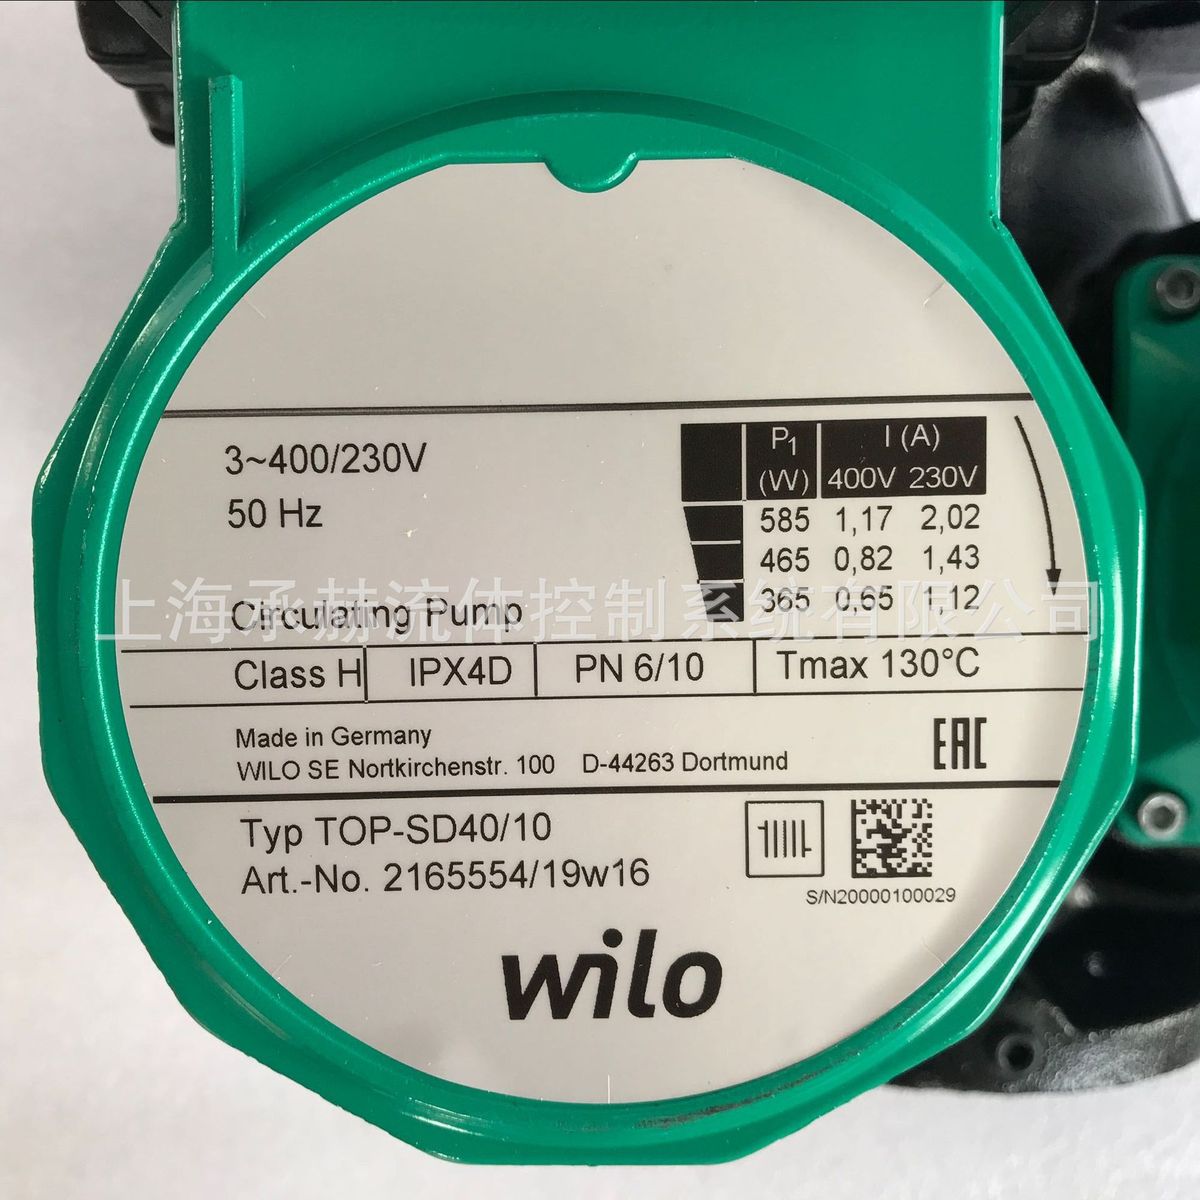 3~400/230V
50 Hz
P1
(W)
I (A)
400V 230V
585 1,17 2,02
465 0,82 1,43
365 0,65 1,12
上海承赫流体控制系统有限公司
Circulating Pump
Class H IPX4D PN 6/10 Tmax 130°C
Made in Germany
WILO SE Nortkirchenstr. 100 D-44263 Dortmund
EAC
Typ TOP-SD40/10
Art.-No. 2165554/19w16
S/N20000100029
wilo